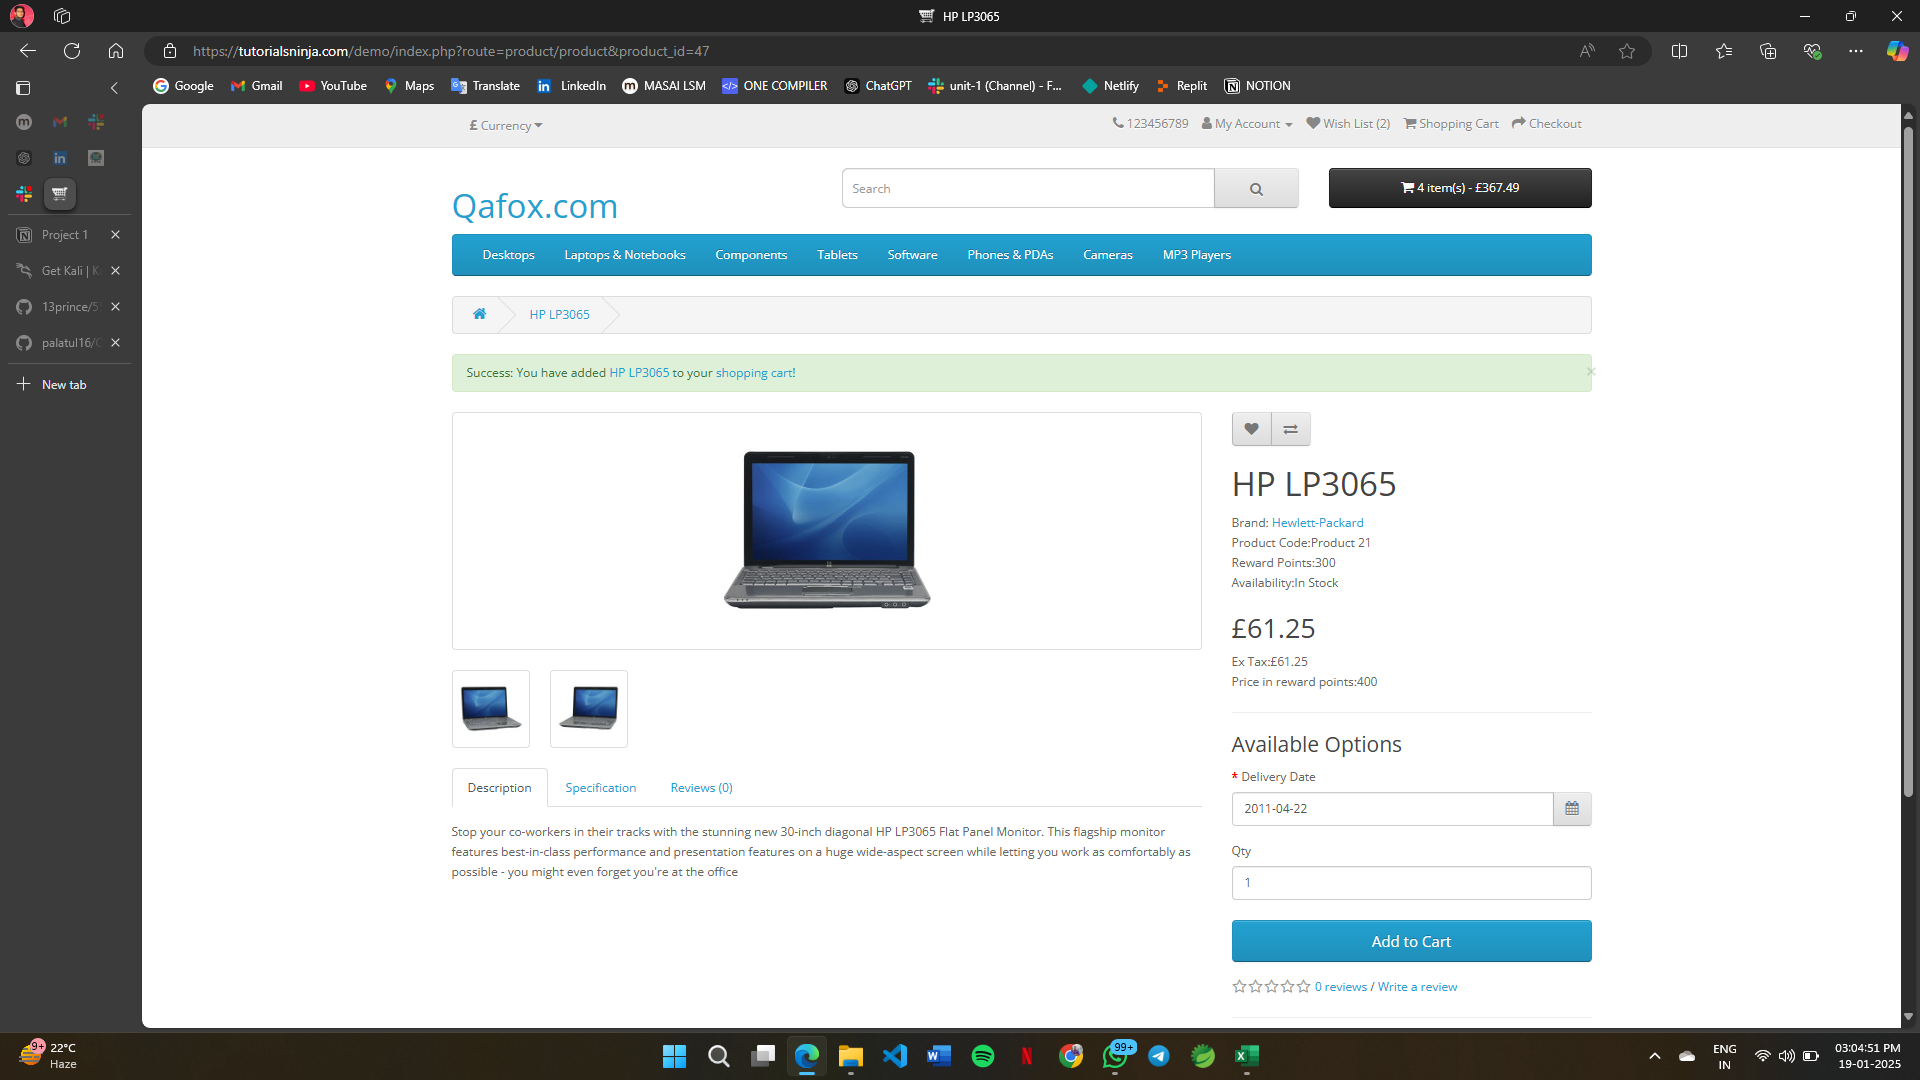 HP LP3065
https://tutorialsninja.com/demo/index.php?route=product/product&product_id=47
Google
Gmail
YouTube
Maps
Translate
LinkedIn
MASAI LSM
ONE COMPILER
ChatGPT
unit-1 (Channel) - F...
Netlify
Replit
NOTION
£ Currency
123456789
My Account
Wish List (2)
Shopping Cart
Checkout
Qafox.com
Search
4 item(s) - £367.49
Project 1
Get Kali | K
13prince/5
palatul16/C
New tab
Desktops
Laptops & Notebooks
Components
Tablets
Software
Phones & PDAs
Cameras
MP3 Players
HP LP3065
Success: You have added HP LP3065 to your shopping cart!
×
HP LP3065
Brand: Hewlett-Packard
Product Code:Product 21
Reward Points:300
Availability:In Stock
£61.25
Ex Tax:£61.25
Price in reward points:400
Available Options
* Delivery Date
2011-04-22
Qty
1
Add to Cart
0 reviews / Write a review
Description
Specification
Reviews (0)
Stop your co-workers in their tracks with the stunning new 30-inch diagonal HP LP3065 Flat Panel Monitor. This flagship monitor
features best-in-class performance and presentation features on a huge wide-aspect screen while letting you work as comfortably as
possible - you might even forget you're at the office
9+
22°C
Haze
99+
ENG
IN
03:04:51 PM
19-01-2025